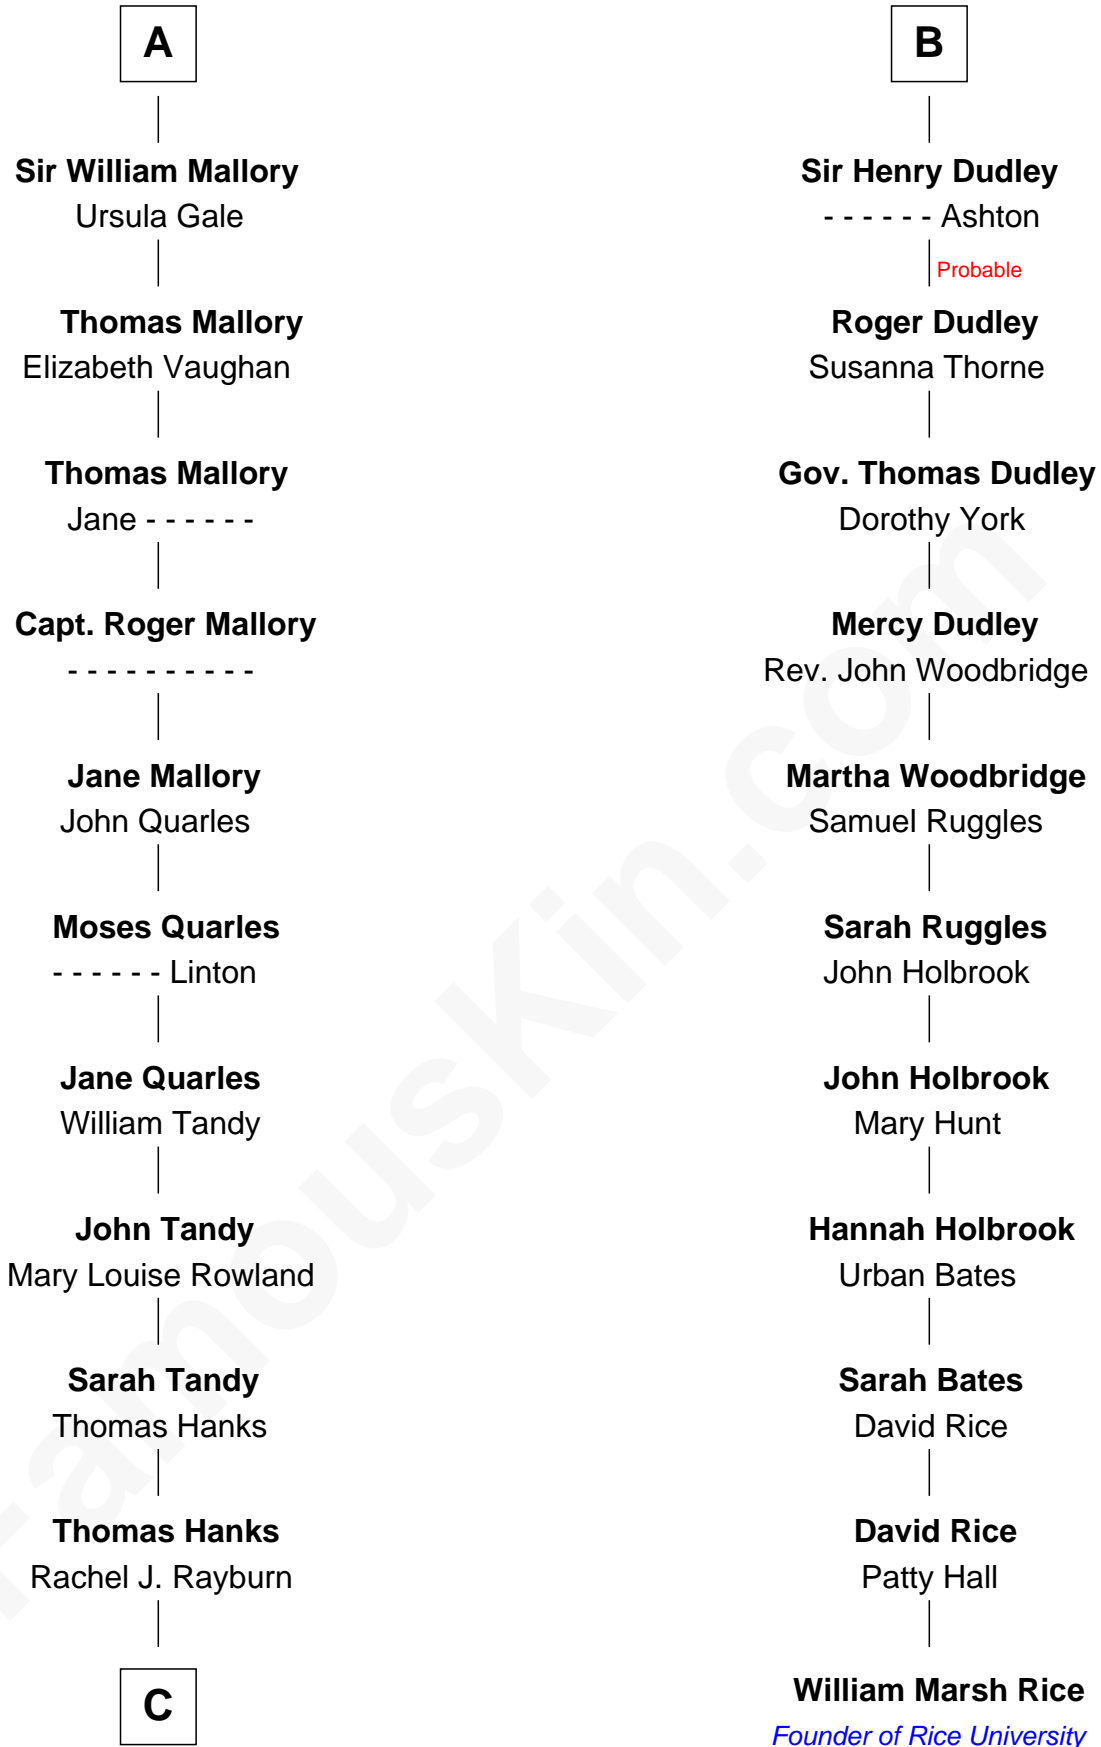 A
Sir William Mallory
Ursula Gale
Thomas Mallory
Elizabeth Vaughan
Thomas Mallory
Jane - - - - - -
Capt. Roger Mallory
- - - - - - - - - -
Jane Mallory
John Quarles
Moses Quarles
- - - - - - Linton
Jane Quarles
William Tandy
John Tandy
Mary Louise Rowland
Sarah Tandy
Thomas Hanks
Thomas Hanks
Rachel J. Rayburn
C
B
Sir Henry Dudley
- - - - - - Ashton
Probable
Roger Dudley
Susanna Thorne
Gov. Thomas Dudley
Dorothy York
Mercy Dudley
Rev. John Woodbridge
Martha Woodbridge
Samuel Ruggles
Sarah Ruggles
John Holbrook
John Holbrook
Mary Hunt
Hannah Holbrook
Urban Bates
Sarah Bates
David Rice
David Rice
Patty Hall
William Marsh Rice
Founder of Rice University
FamousKin.com